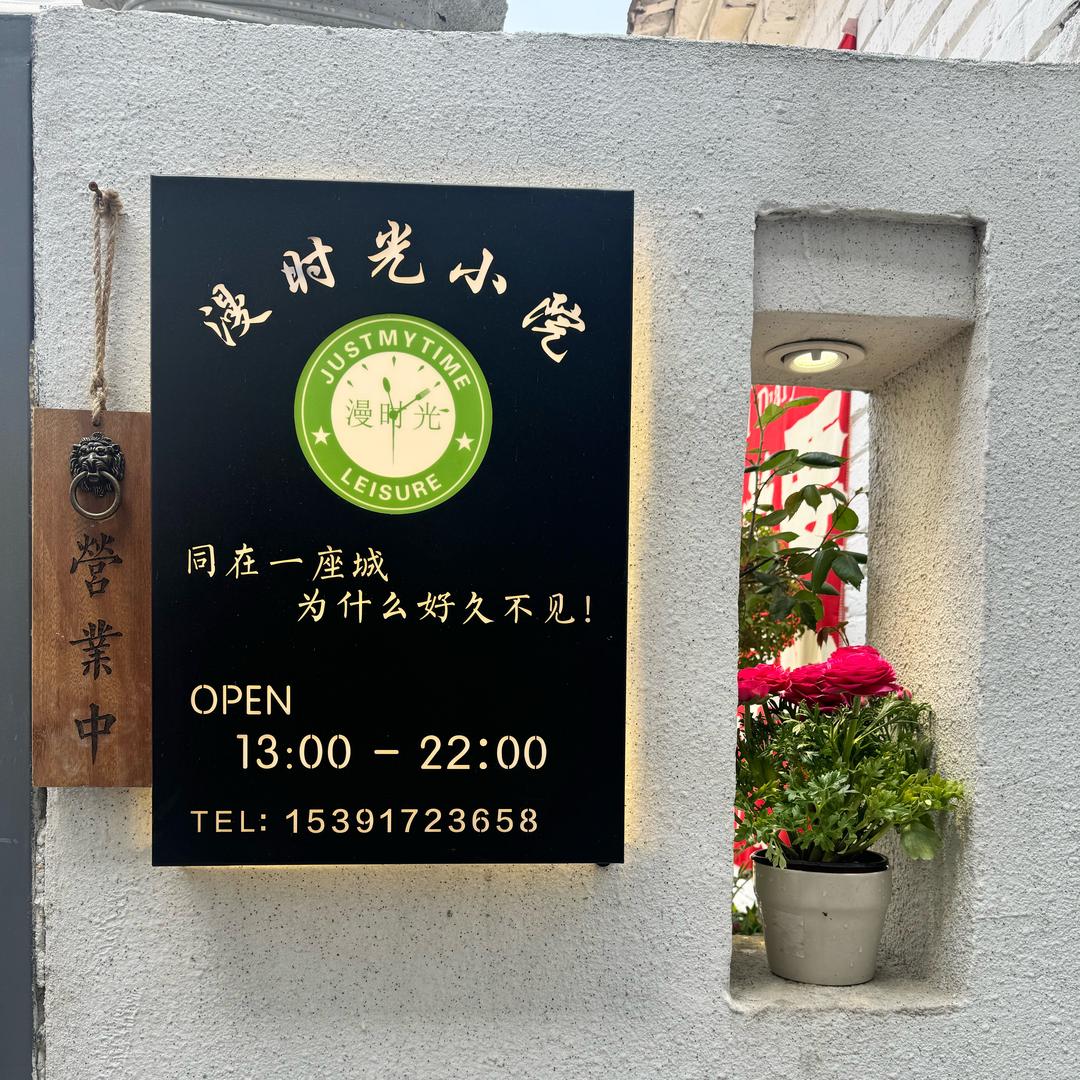 漫时光小院
JUSTMYTIME
漫时光
LEISURE
同在一座城
为什么好久不见!
OPEN
13:00 - 22:00
TEL: 15391723658
營業中